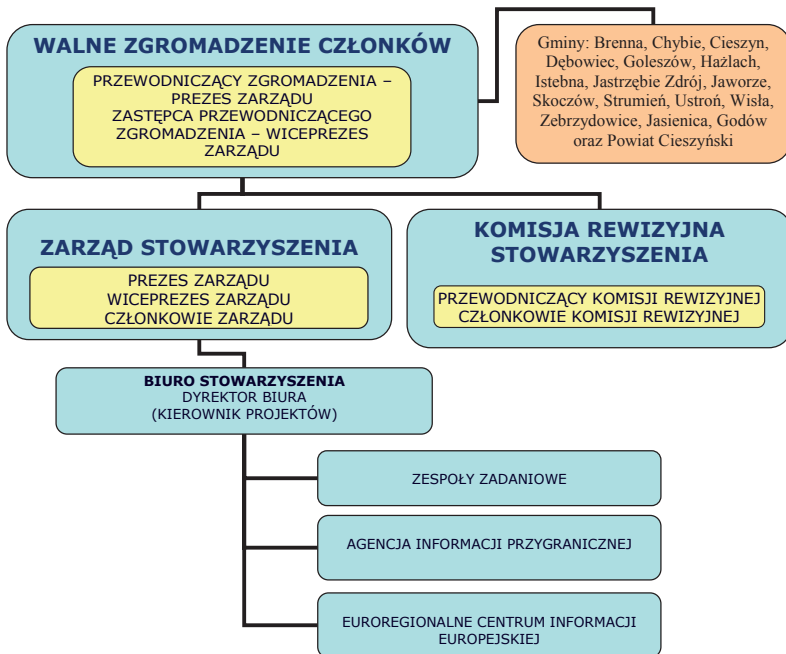 WALNE ZGROMADZENIE CZŁONKÓW
PRZEWODNICZĄCY ZGROMADZENIA –
PREZES ZARZĄDU
ZASTĘPCA PRZEWODNICZĄCEGO
ZGROMADZENIA – WICEPREZES
ZARZĄDU
Gminy: Brenna, Chybie, Cieszyn,
Dębowiec, Goleszów, Hażlach,
Istebna, Jastrzębie Zdrój, Jaworze,
Skoczów, Strumień, Ustroń, Wisła,
Zebrzydowice, Jasienica, Godów
oraz Powiat Cieszyński
ZARZĄD STOWARZYSZENIA
PREZES ZARZĄDU
WICEPREZES ZARZĄDU
CZŁONKOWIE ZARZĄDU
KOMISJA REWIZYJNA
STOWARZYSZENIA
PRZEWODNICZĄCY KOMISJI REWIZYJNEJ
CZŁONKOWIE KOMISJI REWIZYJNEJ
BIURO STOWARZYSZENIA
DYREKTOR BIURA
(KIEROWNIK PROJEKTÓW)
ZESPOŁY ZADANIOWE
AGENCJA INFORMACJI PRZYGRANICZNEJ
EUROREGIONALNE CENTRUM INFORMACJI
EUROPEJSKIEJ